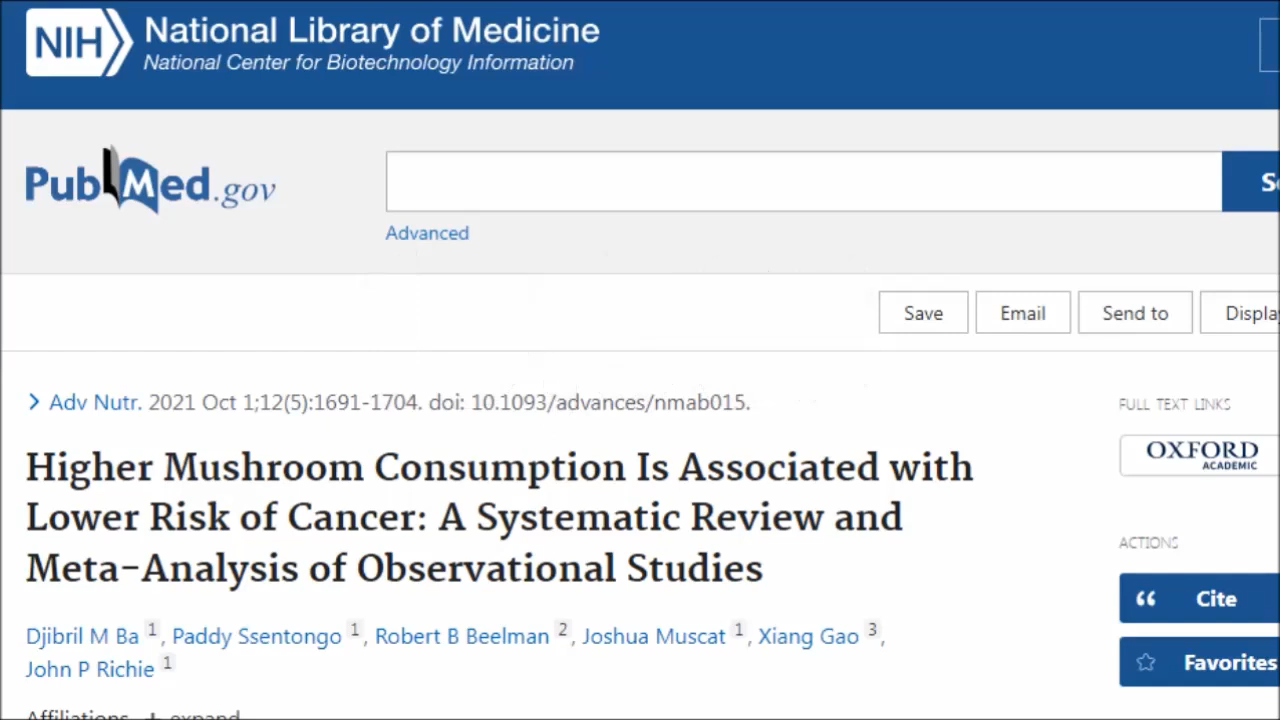 NIH
National Library of Medicine
National Center for Biotechnology Information
PubMed.gov
Advanced
Save
Email
Send to
Adv Nutr. 2021 Oct 1;12(5):1691-1704. doi: 10.1093/advances/nmab015.
Higher Mushroom Consumption Is Associated with
Lower Risk of Cancer: A Systematic Review and
Meta-Analysis of Observational Studies
Djibril M Ba 1, Paddy Ssentongo 1, Robert B Beelman 2, Joshua Muscat 1, Xiang Gao 3,
John P Richie 1
Affiliations + expand
FULL TEXT LINKS
OXFORD
ACADEMIC
ACTIONS
“ Cite
Favorites